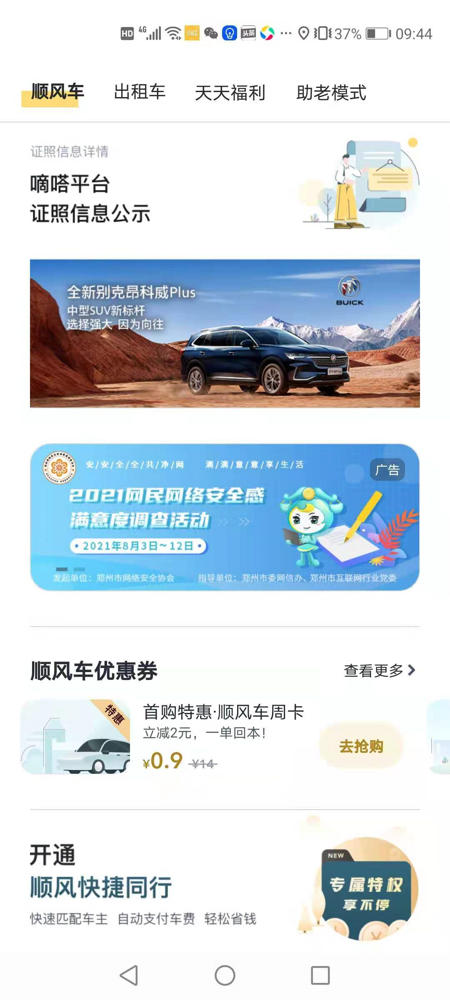 HD 4G 嘀嗒 头条 ··· 37% 09:44
顺风车 出租车 天天福利 助老模式
证照信息详情
嘀嗒平台
证照信息公示
全新别克昂科威Plus
中型SUV新标杆
选择强大 因为向往
BUICK
昂科威Plus
安/安/全/全/共/净/网 满/满/意/意/享/生/活
广告
2021网民网络安全感
满意度调查活动
·2021年8月3日~12日·
发起单位：郑州市网络安全协会 指导单位：郑州市委网信办、郑州市互联网行业党委
顺风车优惠券
查看更多
特惠
首购特惠·顺风车周卡
立减2元，一单回本！
去抢购
¥0.9 ¥14
开通
顺风快捷同行
快速匹配车主 自动支付车费 轻松省钱
NEW
专属特权
享不停